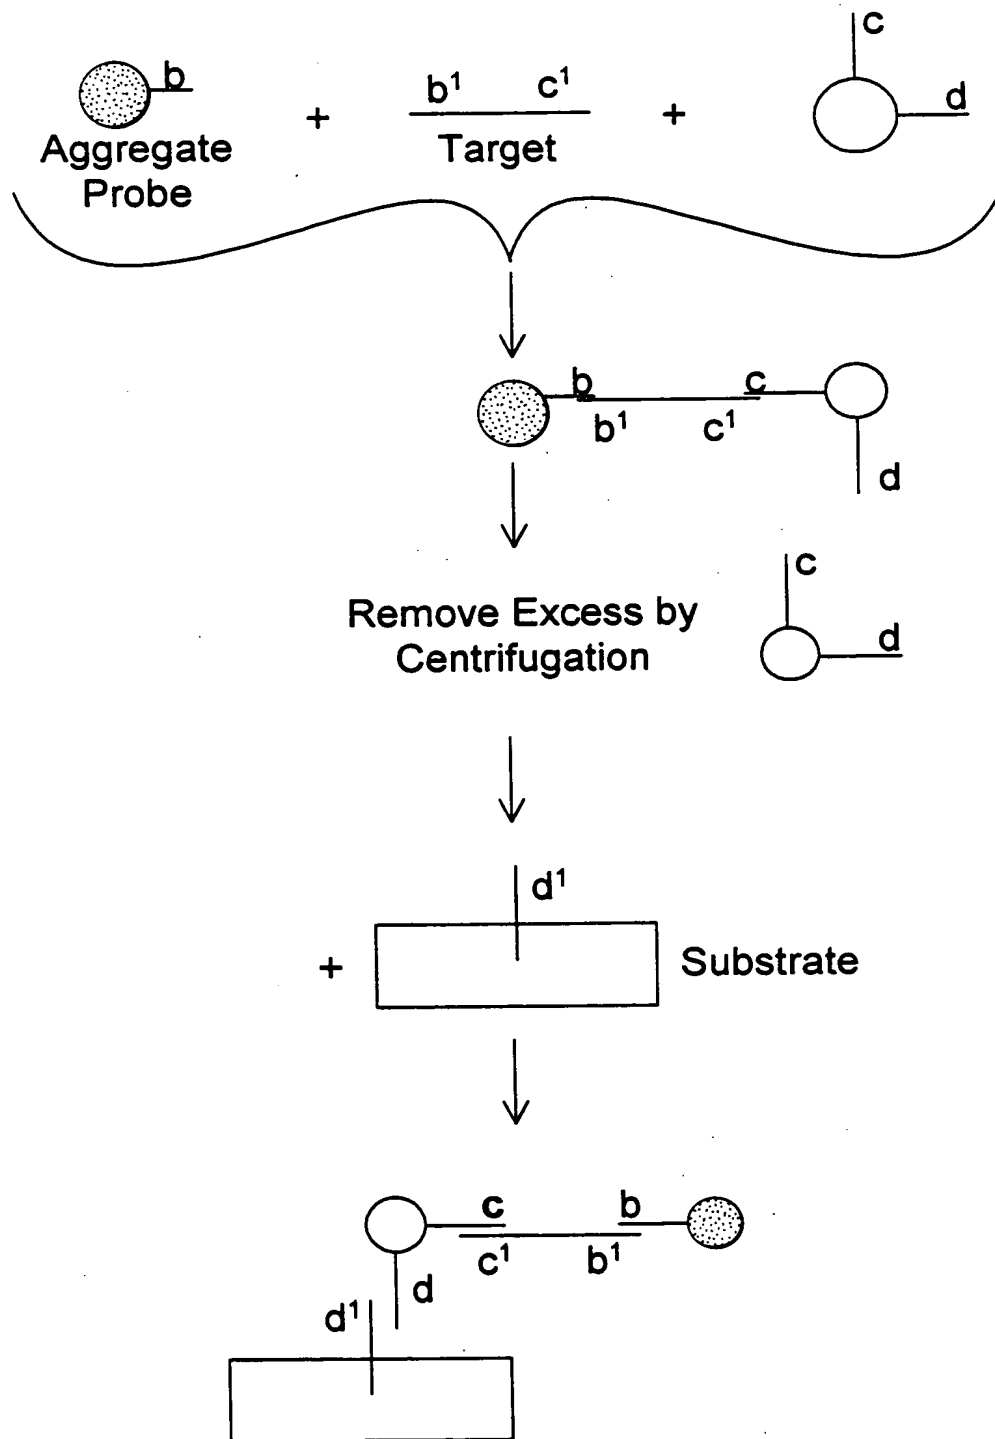 c
b
b¹ c¹
d
+
+
Aggregate
Probe
Target
b
c
b¹
c¹
d
c
Remove Excess by
Centrifugation
d
d¹
+
Substrate
c
b
c¹
b¹
d
d¹